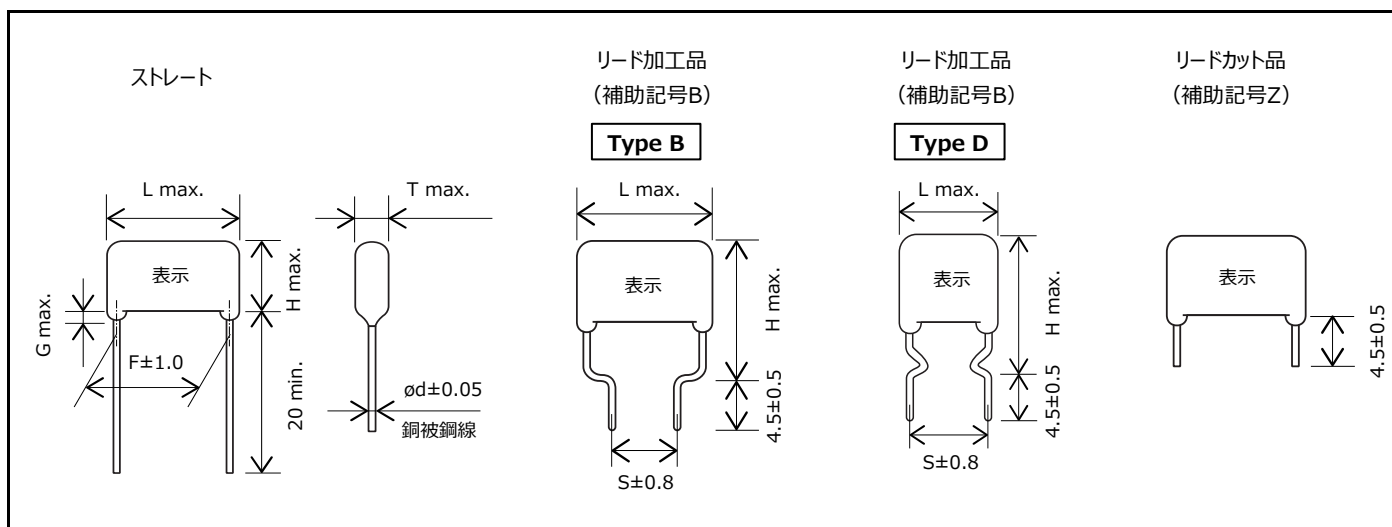 ストレート
リード加工品
（補助記号B）
Type B
リード加工品
（補助記号B）
Type D
リードカット品
（補助記号Z）
L max.
T max.
L max.
L max.
表示
H max.
G max.
F±1.0
20 min.
ød±0.05
銅被鋼線
表示
H max.
4.5±0.5
S±0.8
表示
H max.
4.5±0.5
S±0.8
表示
4.5±0.5